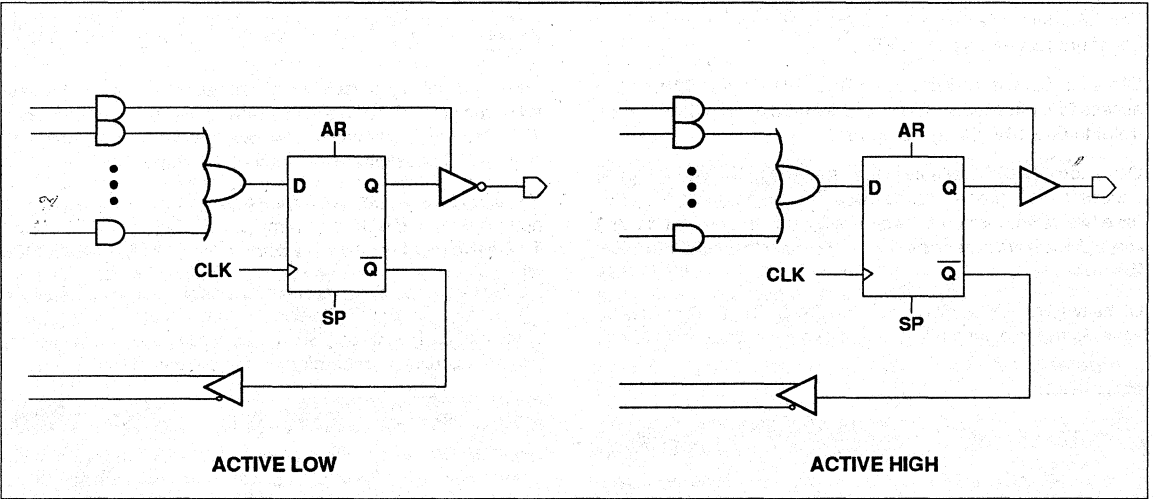 AR
D Q
CLK Q̅
SP
ACTIVE LOW
AR
D Q
CLK Q̅
SP
ACTIVE HIGH